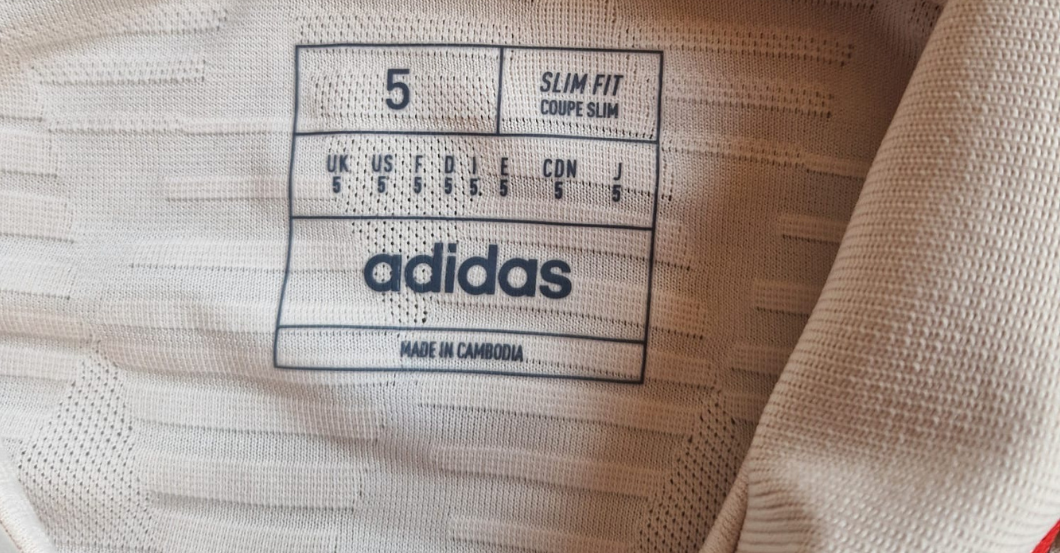 5
SLIM FIT
COUPE SLIM
UK US F D I E CDN J
5 5 5 5 5 5 5 5
adidas
MADE IN CAMBODIA